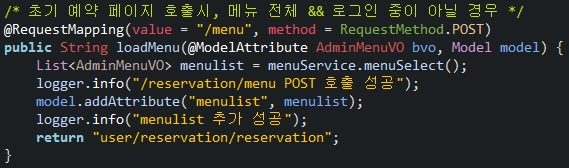 /* 초기 예약 페이지 호출시, 메뉴 전체 && 로그인 중이 아닐 경우 */
@RequestMapping(value = "/menu", method = RequestMethod.POST)
public String loadMenu(@ModelAttribute AdminMenuVO bvo, Model model) {
    List<AdminMenuVO> menulist = menuService.menuSelect();
    logger.info("/reservation/menu POST 호출 성공");
    model.addAttribute("menulist", menulist);
    logger.info("menulist 추가 성공");
    return "user/reservation/reservation";
}